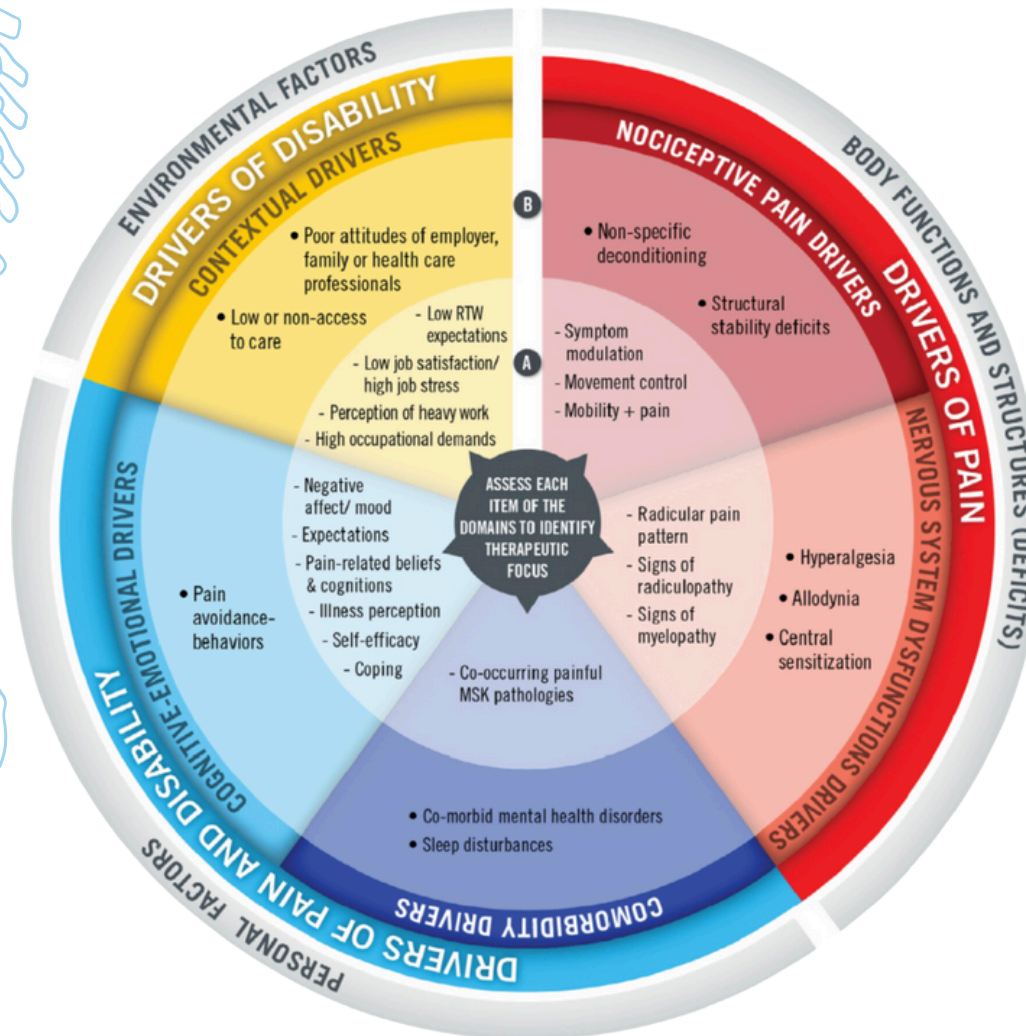 ENVIRONMENTAL FACTORS
DRIVERS OF DISABILITY
CONTEXTUAL DRIVERS
• Poor attitudes of employer,
family or health care
professionals
• Low or non-access
to care
- Low RTW
expectations
- Low job satisfaction/
high job stress
- Perception of heavy work
- High occupational demands
B
A
BODY FUNCTIONS AND STRUCTURES (DEFICITS)
DRIVERS OF PAIN
NOCICEPTIVE PAIN DRIVERS
• Non-specific
deconditioning
• Structural
stability deficits
- Symptom
modulation
- Movement control
- Mobility + pain
NERVOUS SYSTEM DYSFUNCTIONS DRIVERS
- Radicular pain
pattern
- Signs of
radiculopathy
- Signs of
myelopathy
• Hyperalgesia
• Allodynia
• Central
sensitization
ASSESS EACH
ITEM OF THE
DOMAINS TO IDENTIFY
THERAPEUTIC
FOCUS
PERSONAL FACTORS
DRIVERS OF PAIN AND DISABILITY
COGNITIVE-EMOTIONAL DRIVERS
- Negative
affect/ mood
- Expectations
- Pain-related beliefs
& cognitions
- Illness perception
- Self-efficacy
- Coping
• Pain
avoidance-
behaviors
- Co-occurring painful
MSK pathologies
• Co-morbid mental health disorders
• Sleep disturbances
COMORBIDITY DRIVERS